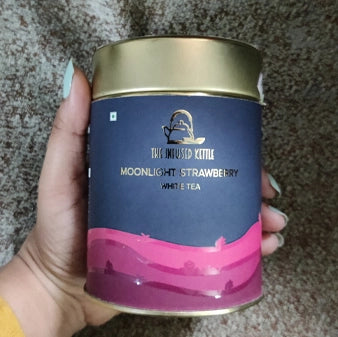 THE INFUSED KETTLE
MOONLIGHT STRAWBERRY
WHITE TEA